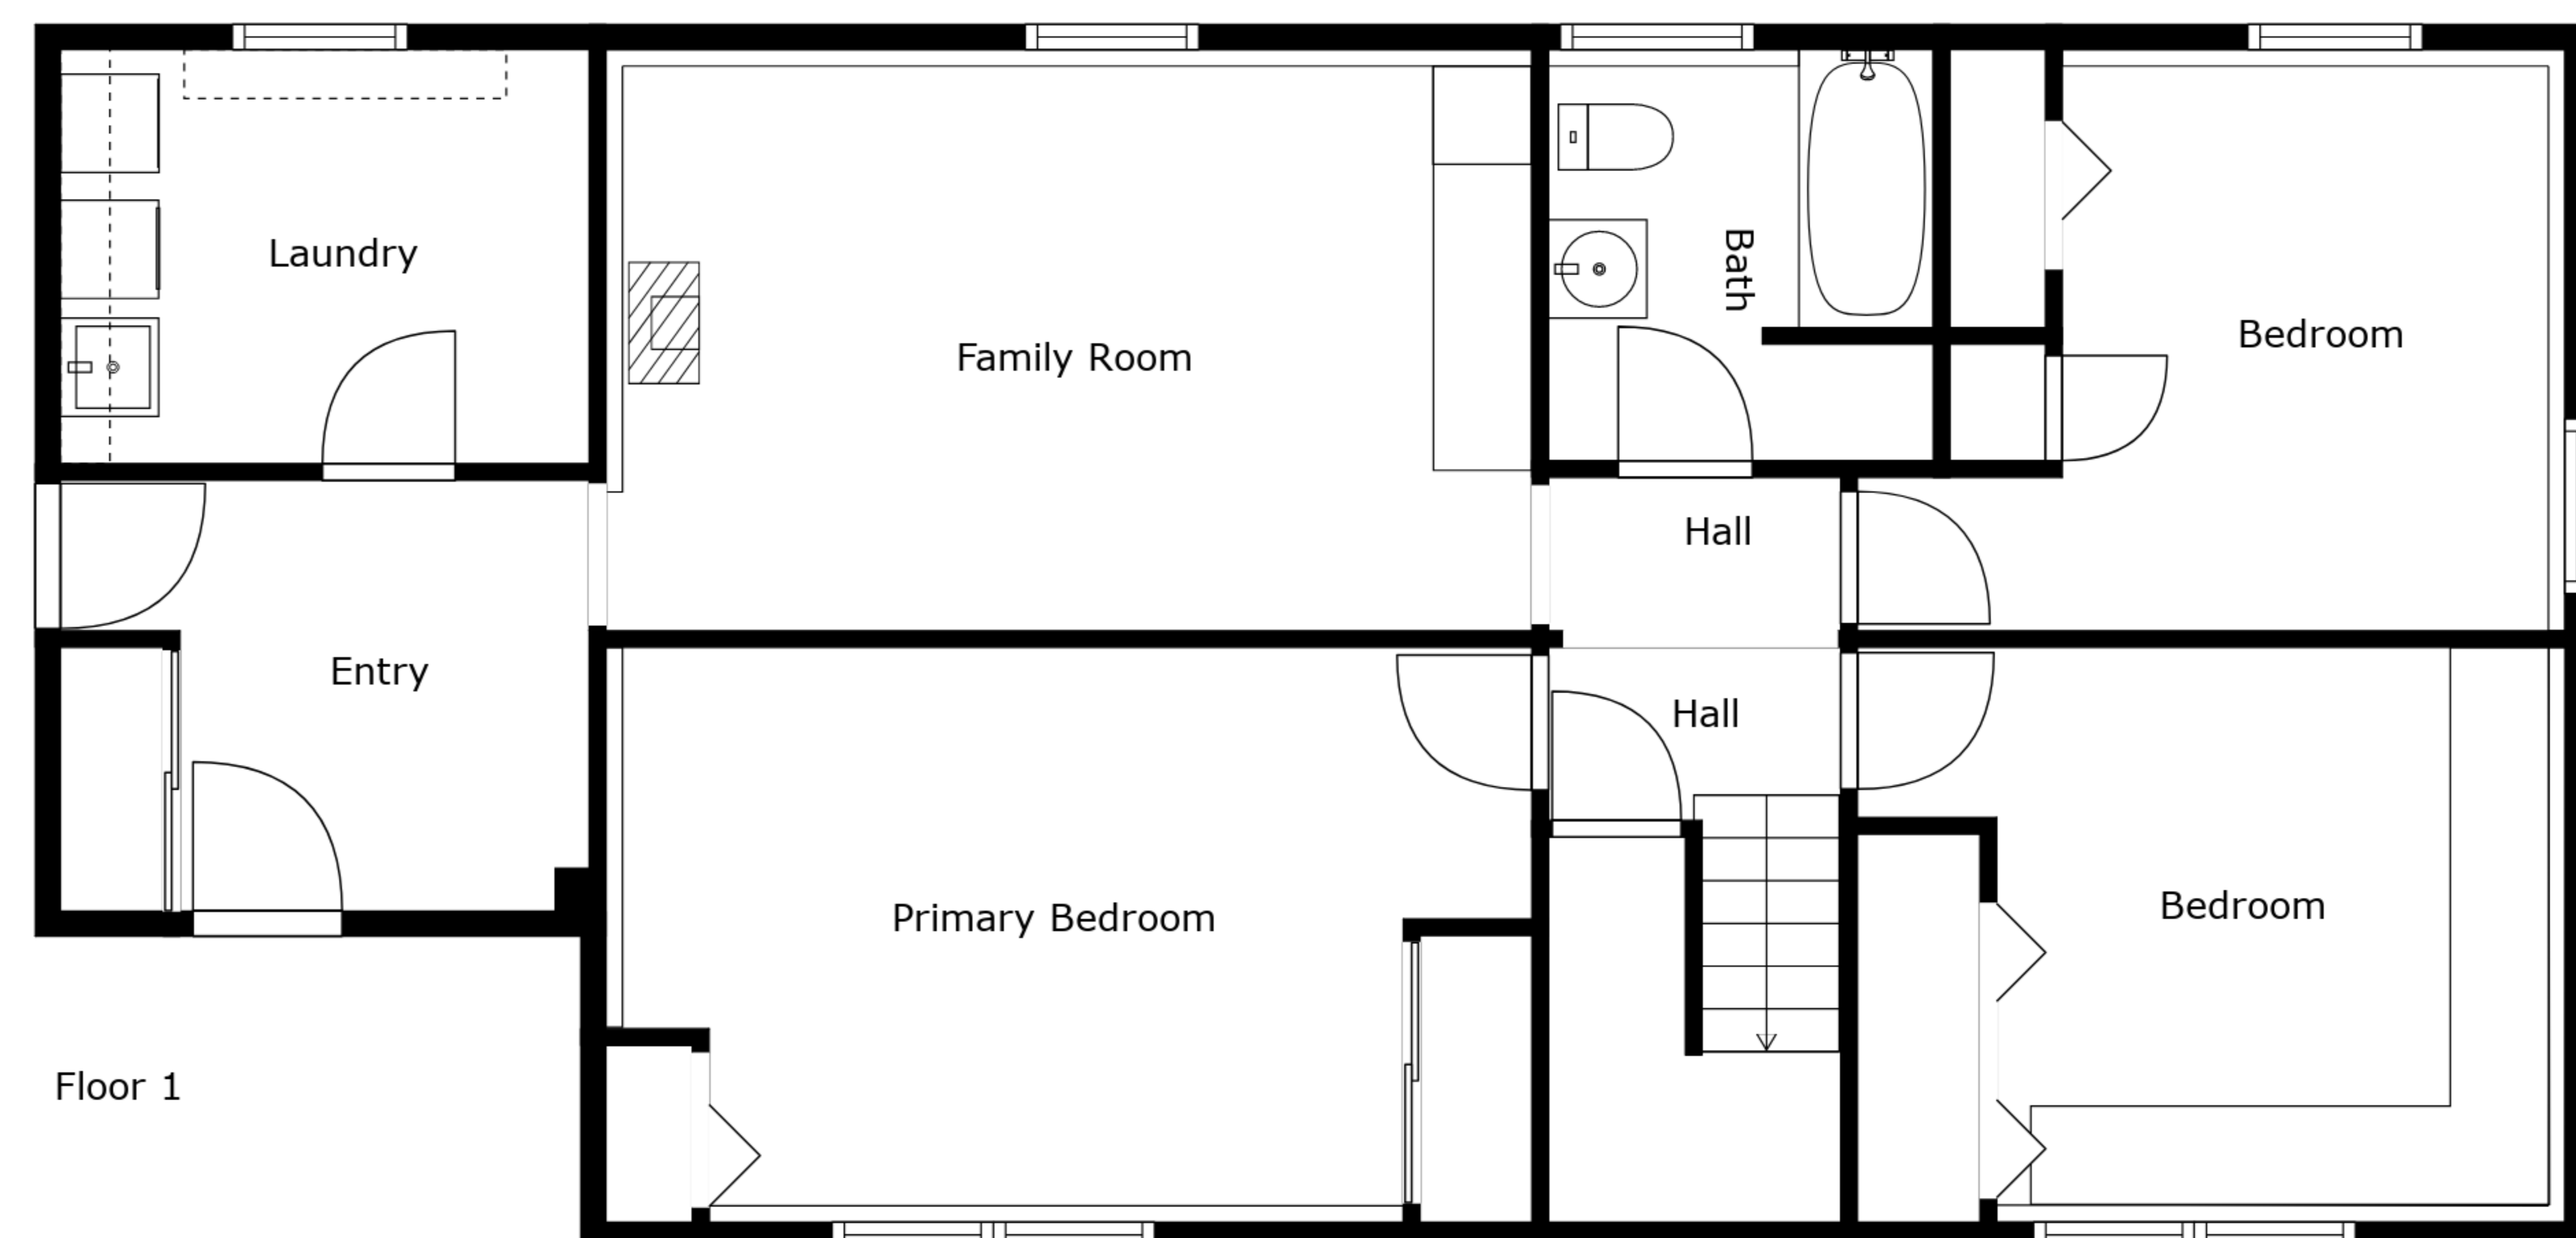 Laundry
Family Room
Bath
Bedroom
Hall
Entry
Hall
Primary Bedroom
Bedroom
Floor 1